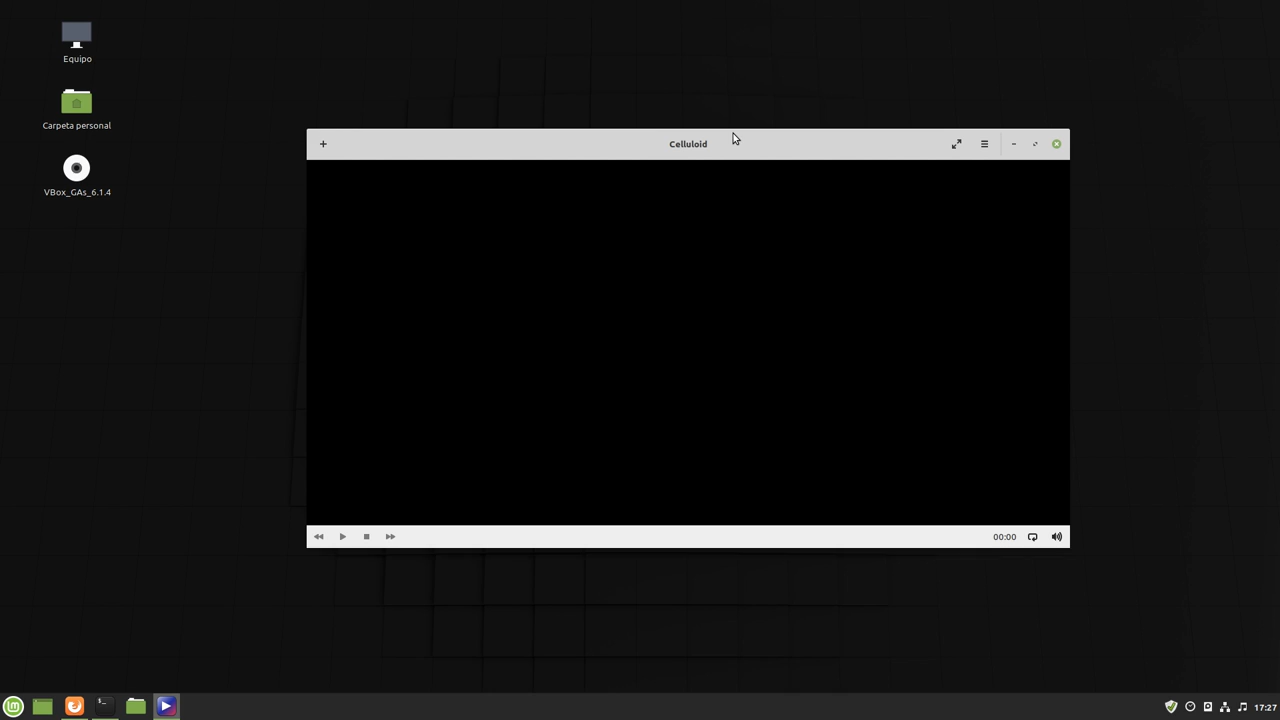 Equipo
Carpeta personal
VBox_GAs_6.1.4
Celluloid
00:00
17:27